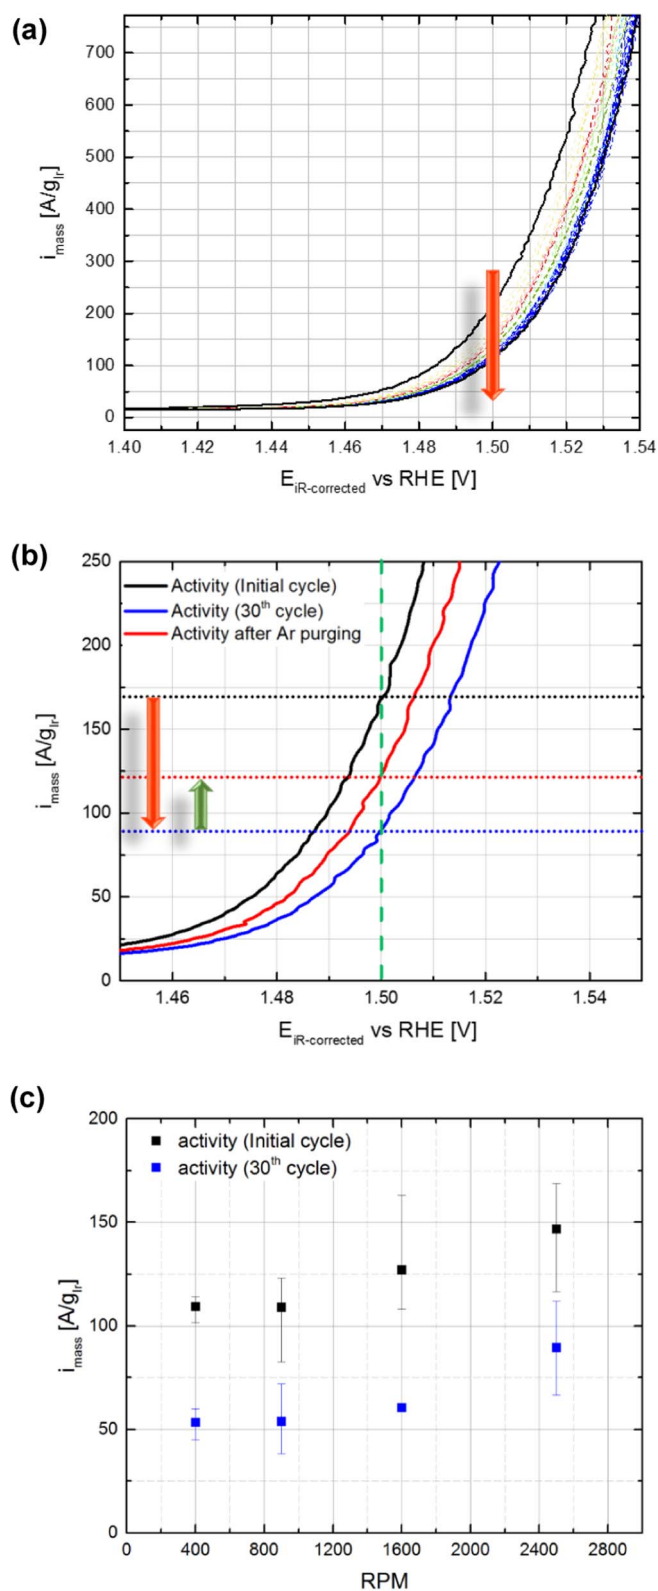 (a)
700
600
500
400
300
200
100
0
i_mass [A/g_Ir]
1.40 1.42 1.44 1.46 1.48 1.50 1.52 1.54
E_iR-corrected vs RHE [V]
(b)
250
200
150
100
50
0
i_mass [A/g_Ir]
Activity (Initial cycle)
Activity (30th cycle)
Activity after Ar purging
1.46 1.48 1.50 1.52 1.54
E_iR-corrected vs RHE [V]
(c)
200
150
100
50
0
i_mass [A/g_Ir]
activity (Initial cycle)
activity (30th cycle)
0 400 800 1200 1600 2000 2400 2800
RPM